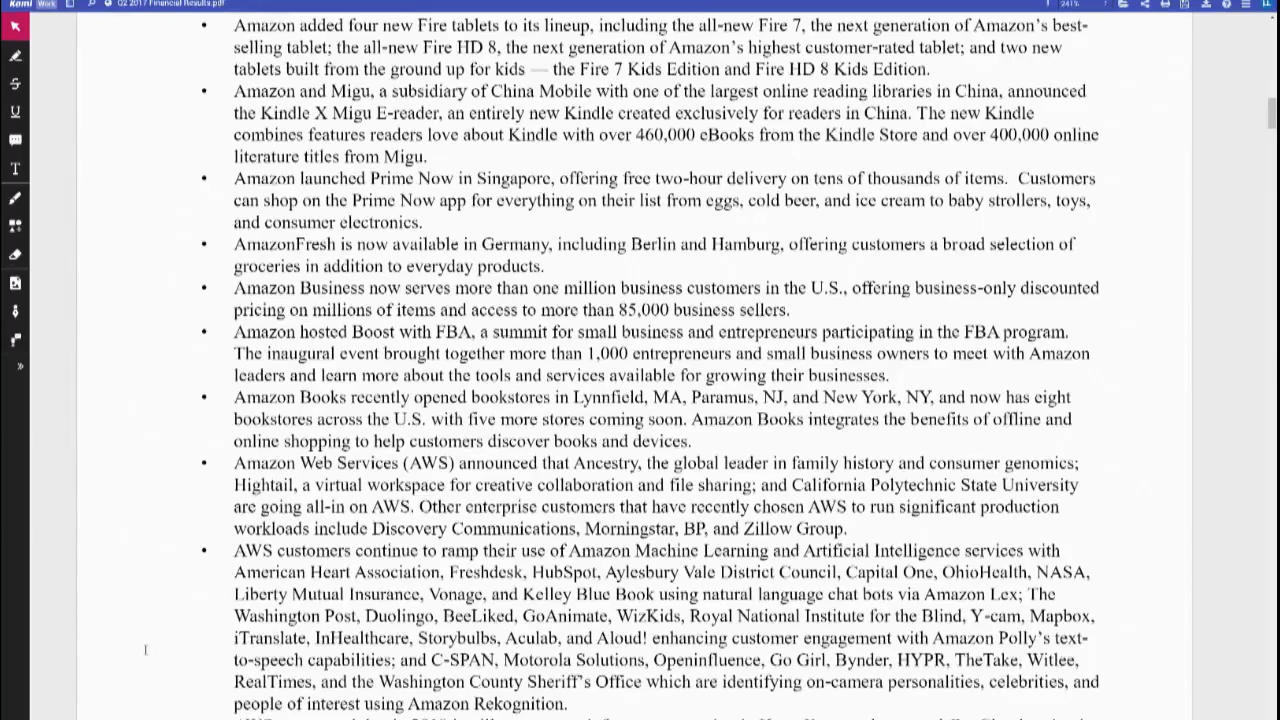 Kami Work Q2 2017 Financial Results.pdf 241%
• Amazon added four new Fire tablets to its lineup, including the all-new Fire 7, the next generation of Amazon's best-
selling tablet; the all-new Fire HD 8, the next generation of Amazon's highest customer-rated tablet; and two new
tablets built from the ground up for kids — the Fire 7 Kids Edition and Fire HD 8 Kids Edition.
• Amazon and Migu, a subsidiary of China Mobile with one of the largest online reading libraries in China, announced
the Kindle X Migu E-reader, an entirely new Kindle created exclusively for readers in China. The new Kindle
combines features readers love about Kindle with over 460,000 eBooks from the Kindle Store and over 400,000 online
literature titles from Migu.
• Amazon launched Prime Now in Singapore, offering free two-hour delivery on tens of thousands of items. Customers
can shop on the Prime Now app for everything on their list from eggs, cold beer, and ice cream to baby strollers, toys,
and consumer electronics.
• AmazonFresh is now available in Germany, including Berlin and Hamburg, offering customers a broad selection of
groceries in addition to everyday products.
• Amazon Business now serves more than one million business customers in the U.S., offering business-only discounted
pricing on millions of items and access to more than 85,000 business sellers.
• Amazon hosted Boost with FBA, a summit for small business and entrepreneurs participating in the FBA program.
The inaugural event brought together more than 1,000 entrepreneurs and small business owners to meet with Amazon
leaders and learn more about the tools and services available for growing their businesses.
• Amazon Books recently opened bookstores in Lynnfield, MA, Paramus, NJ, and New York, NY, and now has eight
bookstores across the U.S. with five more stores coming soon. Amazon Books integrates the benefits of offline and
online shopping to help customers discover books and devices.
• Amazon Web Services (AWS) announced that Ancestry, the global leader in family history and consumer genomics;
Hightail, a virtual workspace for creative collaboration and file sharing; and California Polytechnic State University
are going all-in on AWS. Other enterprise customers that have recently chosen AWS to run significant production
workloads include Discovery Communications, Morningstar, BP, and Zillow Group.
• AWS customers continue to ramp their use of Amazon Machine Learning and Artificial Intelligence services with
American Heart Association, Freshdesk, HubSpot, Aylesbury Vale District Council, Capital One, OhioHealth, NASA,
Liberty Mutual Insurance, Vonage, and Kelley Blue Book using natural language chat bots via Amazon Lex; The
Washington Post, Duolingo, BeeLiked, GoAnimate, WizKids, Royal National Institute for the Blind, Y-cam, Mapbox,
iTranslate, InHealthcare, Storybulbs, Aculab, and Aloud! enhancing customer engagement with Amazon Polly's text-
to-speech capabilities; and C-SPAN, Motorola Solutions, Openinfluence, Go Girl, Bynder, HYPR, TheTake, Witlee,
RealTimes, and the Washington County Sheriff's Office which are identifying on-camera personalities, celebrities, and
people of interest using Amazon Rekognition.